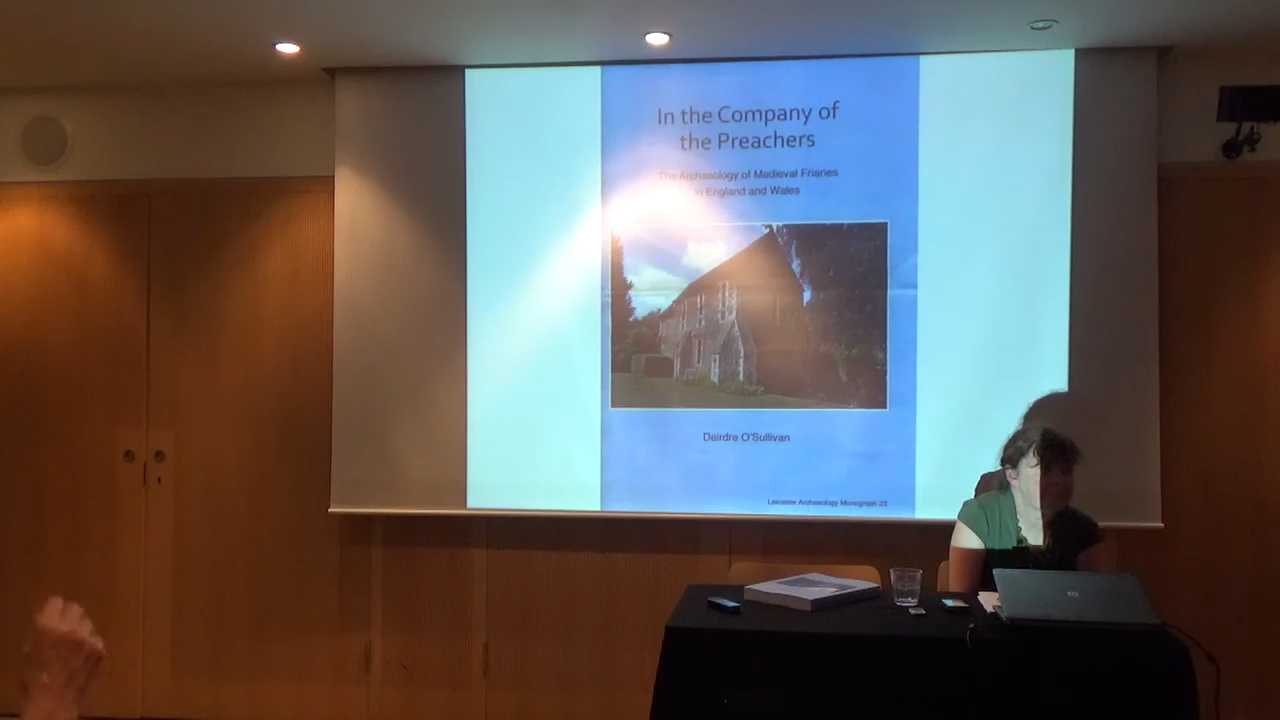 In the Company of
the Preachers
The Archaeology of Medieval Friaries
in England and Wales
Deirdre O'Sullivan
Leicester Archaeology Monograph 23